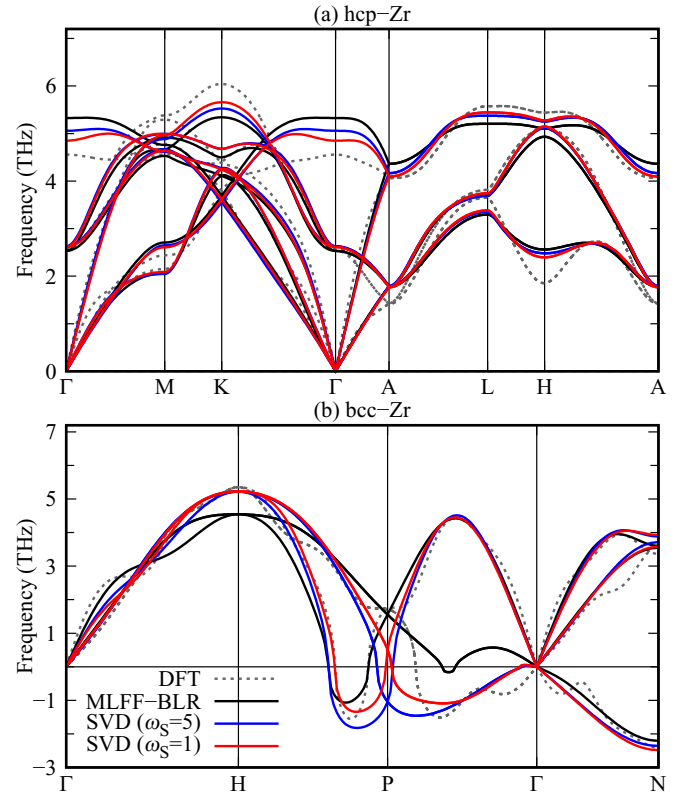 (a) hcp−Zr
Frequency (THz)
6
4
2
0
Γ M K Γ A L H A
(b) bcc−Zr
Frequency (THz)
7
5
3
1
−1
−3
DFT
MLFF−BLR
SVD (ωS=5)
SVD (ωS=1)
Γ H P Γ N